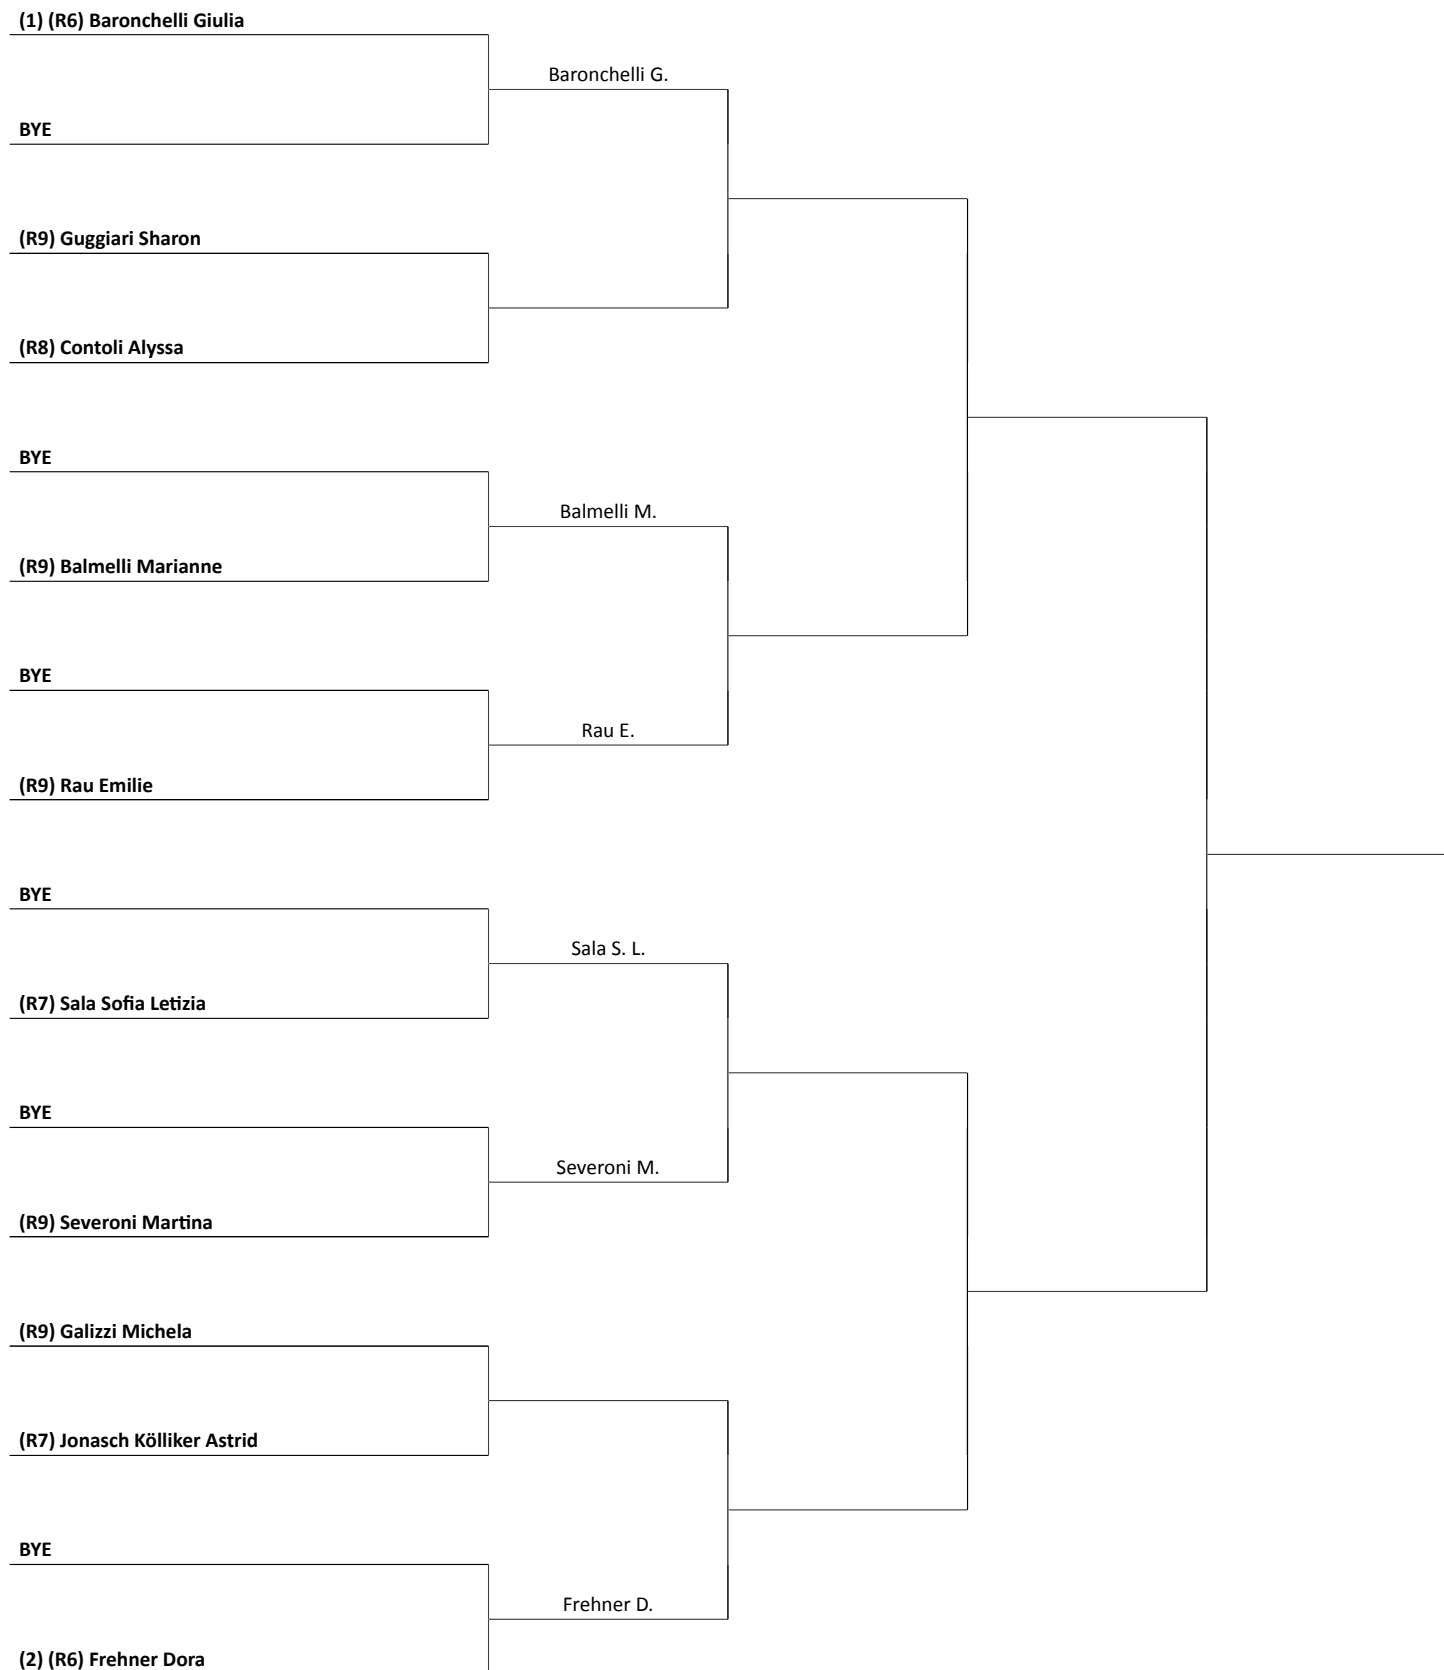 (1) (R6) Baronchelli Giulia
Baronchelli G.
BYE
(R9) Guggiari Sharon
(R8) Contoli Alyssa
BYE
Balmelli M.
(R9) Balmelli Marianne
BYE
Rau E.
(R9) Rau Emilie
BYE
Sala S. L.
(R7) Sala Sofia Letizia
BYE
Severoni M.
(R9) Severoni Martina
(R9) Galizzi Michela
(R7) Jonasch Kölliker Astrid
BYE
Frehner D.
(2) (R6) Frehner Dora